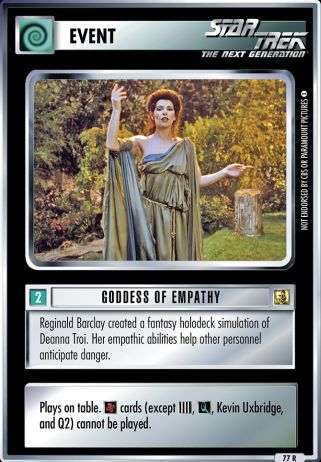 EVENT
STAR TREK
THE NEXT GENERATION
NOT ENDORSED BY CBS OR PARAMOUNT PICTURES
2 GODDESS OF EMPATHY
Reginald Barclay created a fantasy holodeck simulation of
Deanna Troi. Her empathic abilities help other personnel
anticipate danger.
Plays on table. cards (except , , Kevin Uxbridge,
and Q2) cannot be played.
77 R